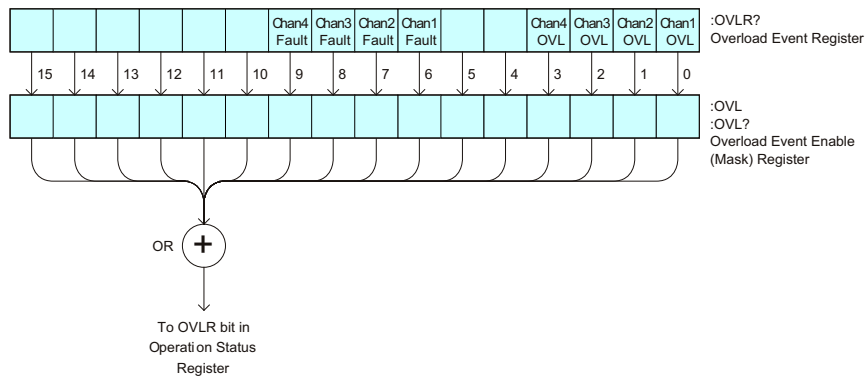 Chan4 Chan3 Chan2 Chan1 Chan4 Chan3 Chan2 Chan1
Fault Fault Fault Fault OVL OVL OVL OVL
:OVLR?
Overload Event Register
15 14 13 12 11 10 9 8 7 6 5 4 3 2 1 0
:OVL
:OVL?
Overload Event Enable
(Mask) Register
OR +
To OVLR bit in
Operation Status
Register